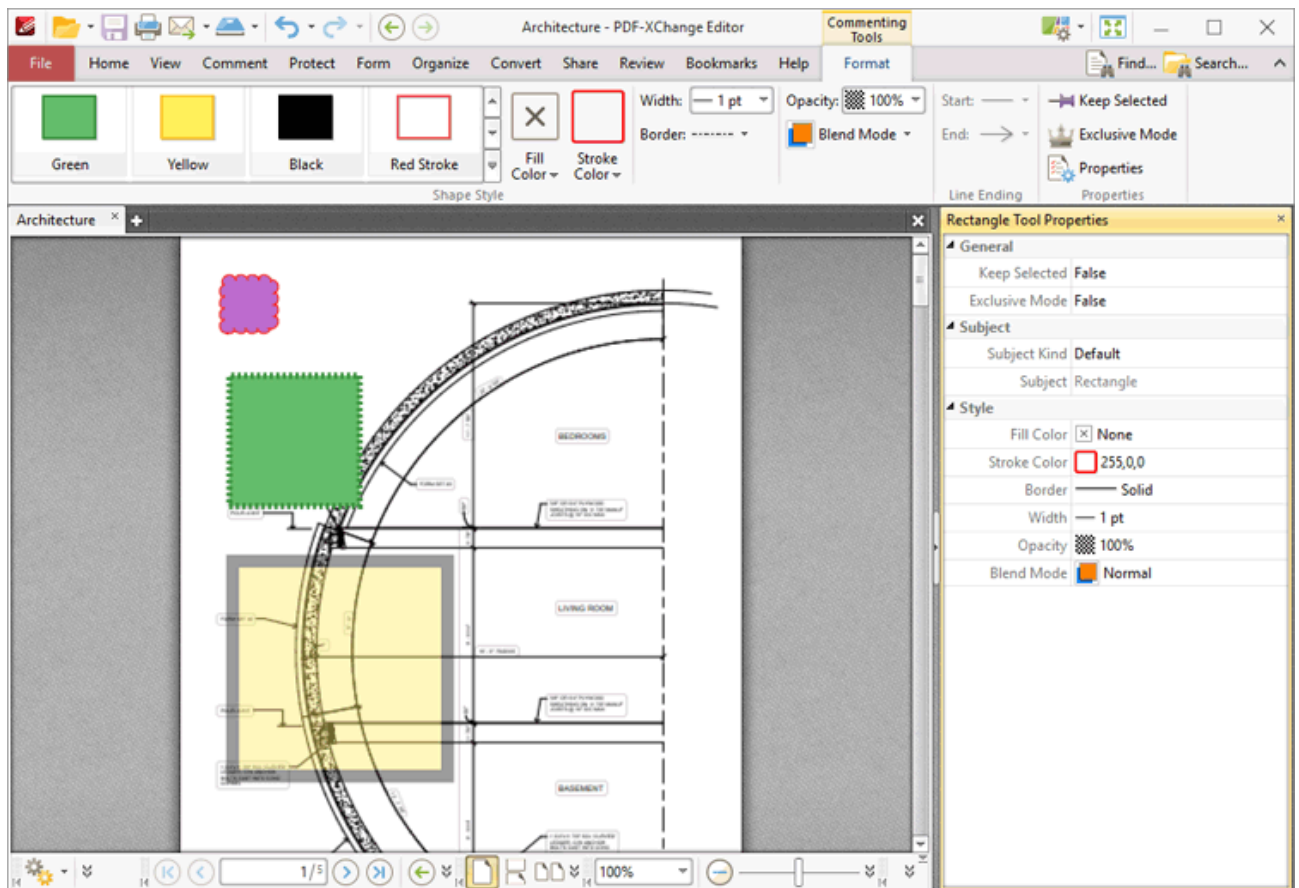 Architecture - PDF-XChange Editor
Commenting
Tools
File Home View Comment Protect Form Organize Convert Share Review Bookmarks Help Format Find... Search...
Green Yellow Black Red Stroke
Fill
Color
Stroke
Color
Width: 1 pt
Border:
Shape Style
Opacity: 100%
Blend Mode
Start:
End:
Line Ending
Keep Selected
Exclusive Mode
Properties
Properties
Architecture
BEDROOMS
LIVING ROOM
BASEMENT
Rectangle Tool Properties
General
Keep Selected False
Exclusive Mode False
Subject
Subject Kind Default
Subject Rectangle
Style
Fill Color None
Stroke Color 255,0,0
Border Solid
Width 1 pt
Opacity 100%
Blend Mode Normal
1/5
100%